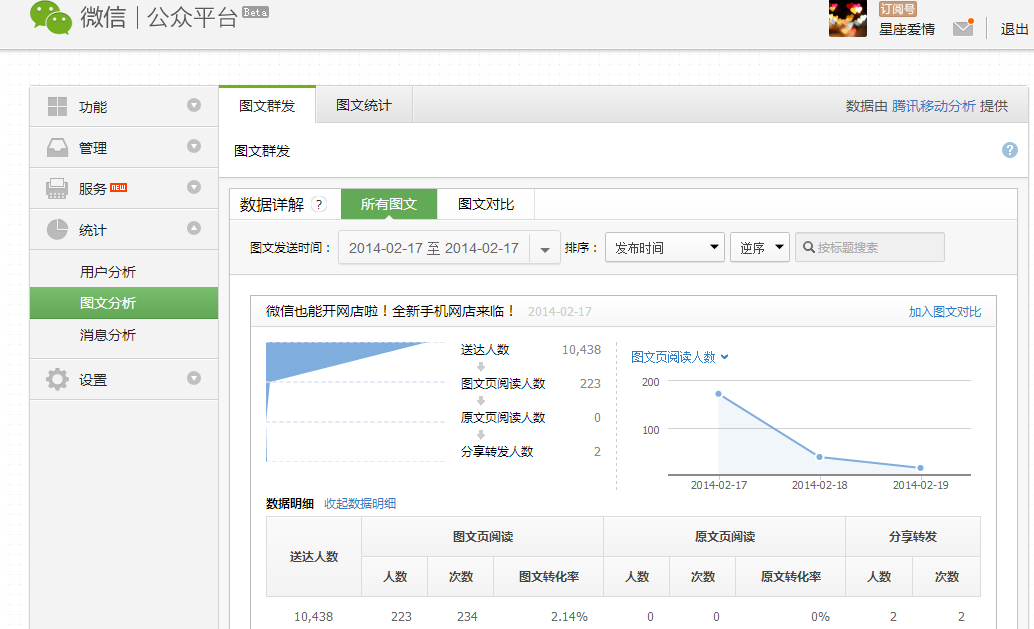 微信 | 公众平台 Beta
订阅号
星座爱情
退出
功能
管理
服务 NEW
统计
用户分析
图文分析
消息分析
设置
图文群发 图文统计 数据由 腾讯移动分析 提供
图文群发 ?
数据详解 ? 所有图文 图文对比
图文发送时间： 2014-02-17 至 2014-02-17 排序： 发布时间 逆序 按标题搜索
微信也能开网店啦！全新手机网店来临！ 2014-02-17 加入图文对比
送达人数 10,438
图文页阅读人数 223
原文页阅读人数 0
分享转发人数 2
图文页阅读人数
200
100
2014-02-17 2014-02-18 2014-02-19
数据明细 收起数据明细
送达人数 图文页阅读 原文页阅读 分享转发
人数 次数 图文转化率 人数 次数 原文转化率 人数 次数
10,438 223 234 2.14% 0 0 0% 2 2